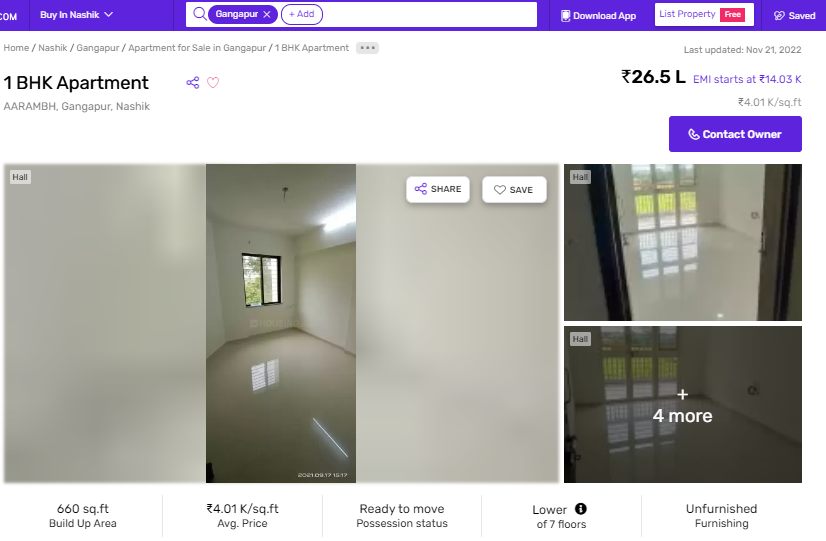 COM
Buy In Nashik
Gangapur ×
+ Add
Download App
List Property Free
Saved
Home / Nashik / Gangapur / Apartment for Sale in Gangapur / 1 BHK Apartment
Last updated: Nov 21, 2022
1 BHK Apartment
₹26.5 L EMI starts at ₹14.03 K
AARAMBH, Gangapur, Nashik
₹4.01 K/sq.ft
Contact Owner
Hall
SHARE
SAVE
2021.09.17 15:17
Hall
Hall
+
4 more
660 sq.ft
Build Up Area
₹4.01 K/sq.ft
Avg. Price
Ready to move
Possession status
Lower
of 7 floors
Unfurnished
Furnishing